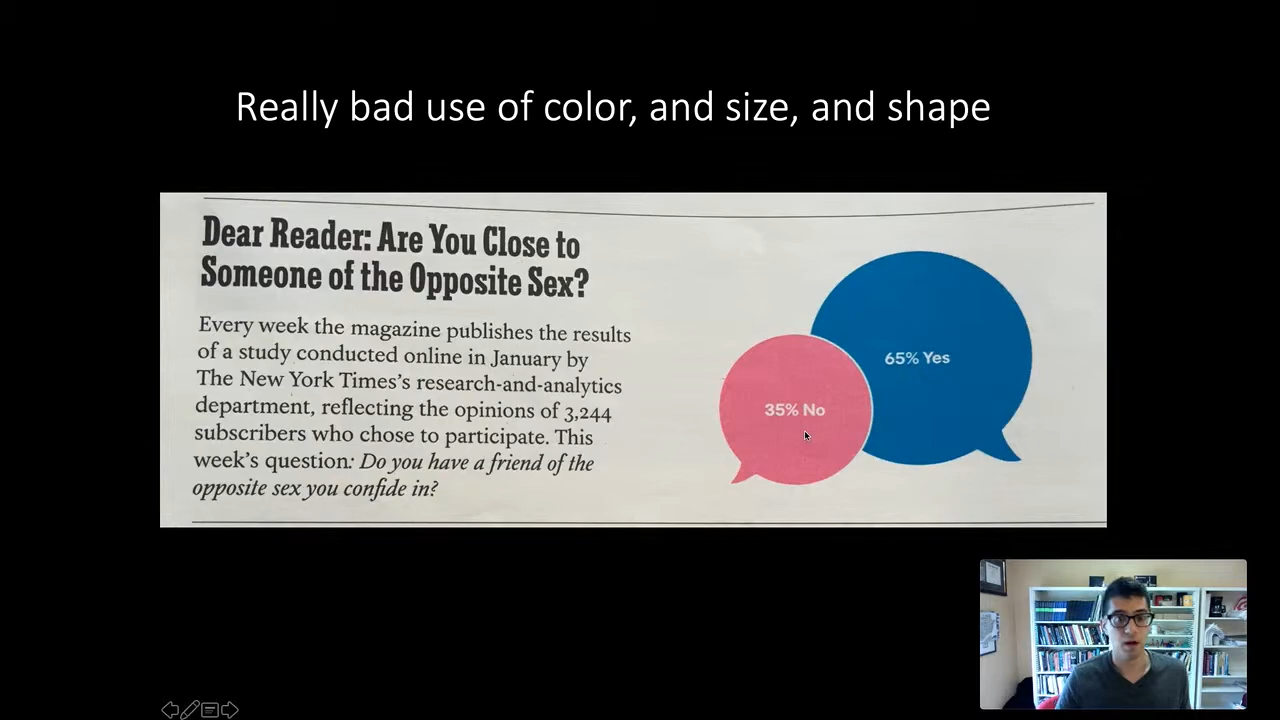 Really bad use of color, and size, and shape
Dear Reader: Are You Close to
Someone of the Opposite Sex?
Every week the magazine publishes the results
of a study conducted online in January by
The New York Times's research-and-analytics
department, reflecting the opinions of 3,244
subscribers who chose to participate. This
week's question: Do you have a friend of the
opposite sex you confide in?
65% Yes
35% No